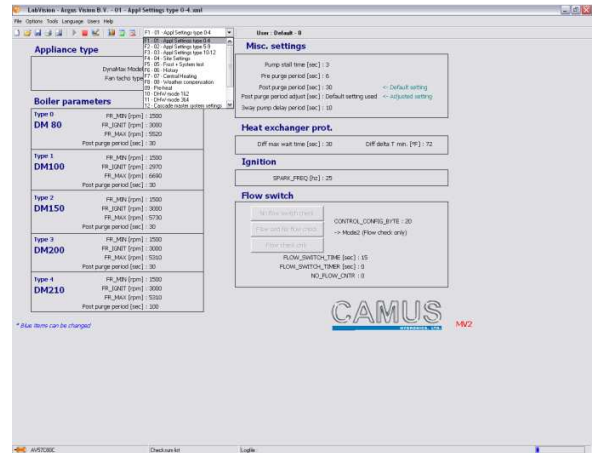 LabVision - Argus Vision B.V. - 01 - Appl Settings type 0-4.xml
File Options Tools Language Users Help
F1 - 01 - Appl Settings type 0-4
User : Default - 0
F1 - 01 - Appl Settings type 0-4
F2 - 02 - Appl Settings type 5-9
F3 - 03 - Appl Settings type 10-12
F4 - 04 - Site Settings
F5 - 05 - Frost + System test
F6 - 06 - History
F7 - 07 - Central Heating
F8 - 08 - Weather compensation
09 - Preheat
10 - DHW mode 1&2
11 - DHW mode 3&4
12 - Cascade master system settings
Appliance type
DynaMax Model
Fan tacho type
Boiler parameters
Type 0
DM 80
FR_MIN [rpm] : 1500
FR_IGNIT [rpm] : 3000
FR_MAX [rpm] : 5520
Post purge period [sec] : 30
Type 1
DM100
FR_MIN [rpm] : 1500
FR_IGNIT [rpm] : 2970
FR_MAX [rpm] : 6690
Post purge period [sec] : 30
Type 2
DM150
FR_MIN [rpm] : 1500
FR_IGNIT [rpm] : 3000
FR_MAX [rpm] : 5730
Post purge period [sec] : 30
Type 3
DM200
FR_MIN [rpm] : 1500
FR_IGNIT [rpm] : 3000
FR_MAX [rpm] : 5310
Post purge period [sec] : 30
Type 4
DM210
FR_MIN [rpm] : 1500
FR_IGNIT [rpm] : 3000
FR_MAX [rpm] : 5310
Post purge period [sec] : 100
* Blue items can be changed
Misc. settings
Pump stall time [sec] : 3
Pre purge period [sec] : 6
Post purge period [sec] : 30 <- Default setting
Post purge period adjust [sec] : Default setting used <- Adjusted setting
3way pump delay period [sec] : 10
Heat exchanger prot.
Diff max wait time [sec] : 30 Diff delta T min. [°F] : 72
Ignition
SPARK_FREQ [hz] : 25
Flow switch
No flow switch check
Flow switch check
Flow check only
CONTROL_CONFIG_BYTE : 20
-> Mode2 (Flow check only)
FLOW_SWITCH_TIME [sec] : 15
FLOW_SWITCH_TIMER [sec] : 0
NO_FLOW_CNTR : 0
CAMUS
HYDRONICS, LTD.
MV2
Checksum list
Logfile :